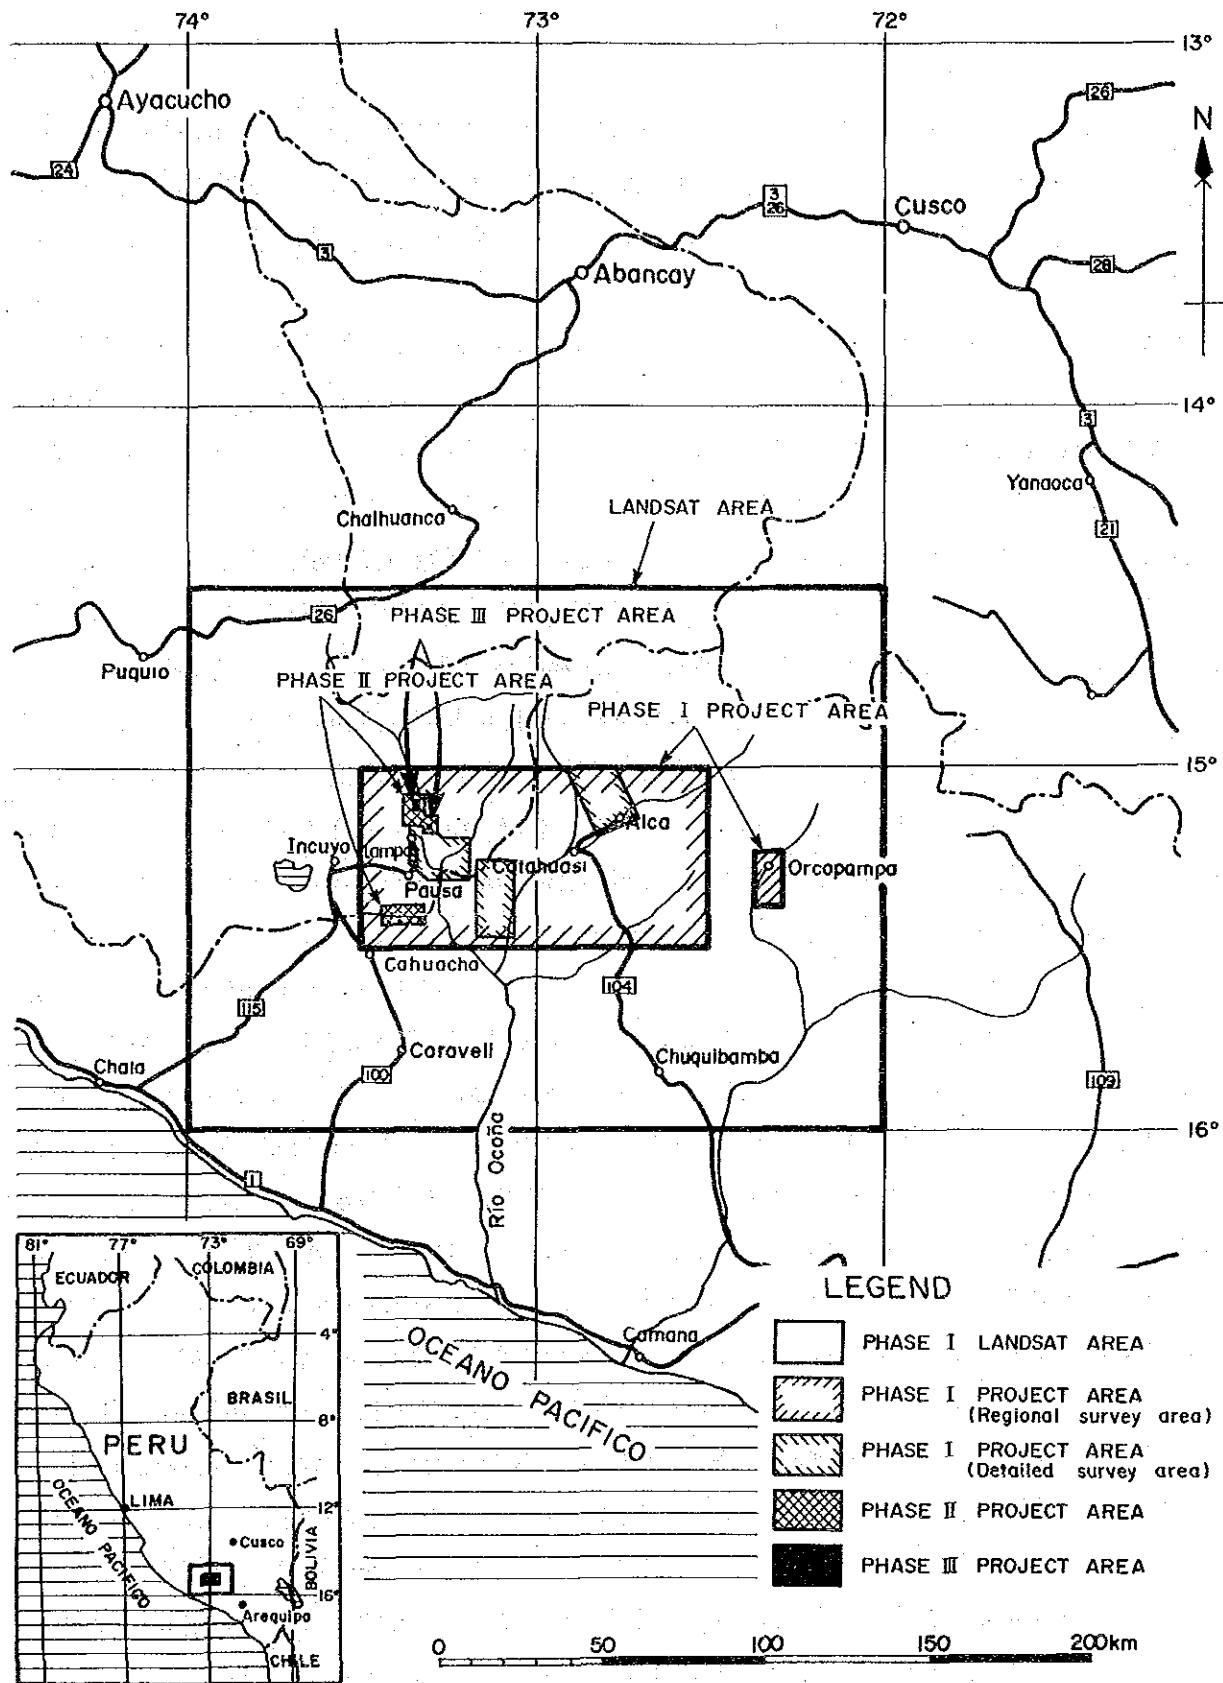 74°
73°
72°
13°
Ayacucho
26
N
24
3
26
Cusco
3
Abancay
28
14°
3
Yanaoca
Chalhuanca
LANDSAT AREA
21
26
PHASE III PROJECT AREA
Puquio
PHASE II PROJECT AREA
PHASE I PROJECT AREA
15°
Alca
Incuyo
Lampa
Cotahuasi
Orcopampa
Pausa
Cahuacha
104
115
Caraveli
Chuquibamba
Chala
100
109
Río Ocoña
16°
1
81°
77°
73°
69°
ECUADOR
COLOMBIA
4°
BRASIL
8°
PERU
LIMA
12°
OCEANO PACIFICO
Cusco
BOLIVIA
16°
Arequipa
CHILE
OCEANO PACIFICO
Camana
LEGEND
PHASE I LANDSAT AREA
PHASE I PROJECT AREA
(Regional survey area)
PHASE I PROJECT AREA
(Detailed survey area)
PHASE II PROJECT AREA
PHASE III PROJECT AREA
0 50 100 150 200km